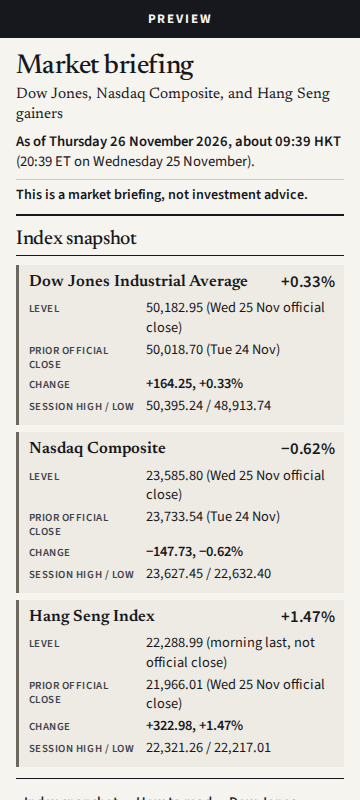 PREVIEW
Market briefing
Dow Jones, Nasdaq Composite, and Hang Seng
gainers
As of Thursday 26 November 2026, about 09:39 HKT
(20:39 ET on Wednesday 25 November).
This is a market briefing, not investment advice.
Index snapshot
Dow Jones Industrial Average +0.33%
LEVEL 50,182.95 (Wed 25 Nov official
close)
PRIOR OFFICIAL CLOSE 50,018.70 (Tue 24 Nov)
CHANGE +164.25, +0.33%
SESSION HIGH / LOW 50,395.24 / 48,913.74
Nasdaq Composite −0.62%
LEVEL 23,585.80 (Wed 25 Nov official
close)
PRIOR OFFICIAL CLOSE 23,733.54 (Tue 24 Nov)
CHANGE −147.73, −0.62%
SESSION HIGH / LOW 23,627.45 / 22,632.40
Hang Seng Index +1.47%
LEVEL 22,288.99 (morning last, not
official close)
PRIOR OFFICIAL CLOSE 21,966.01 (Wed 25 Nov official
close)
CHANGE +322.98, +1.47%
SESSION HIGH / LOW 22,321.26 / 22,217.01